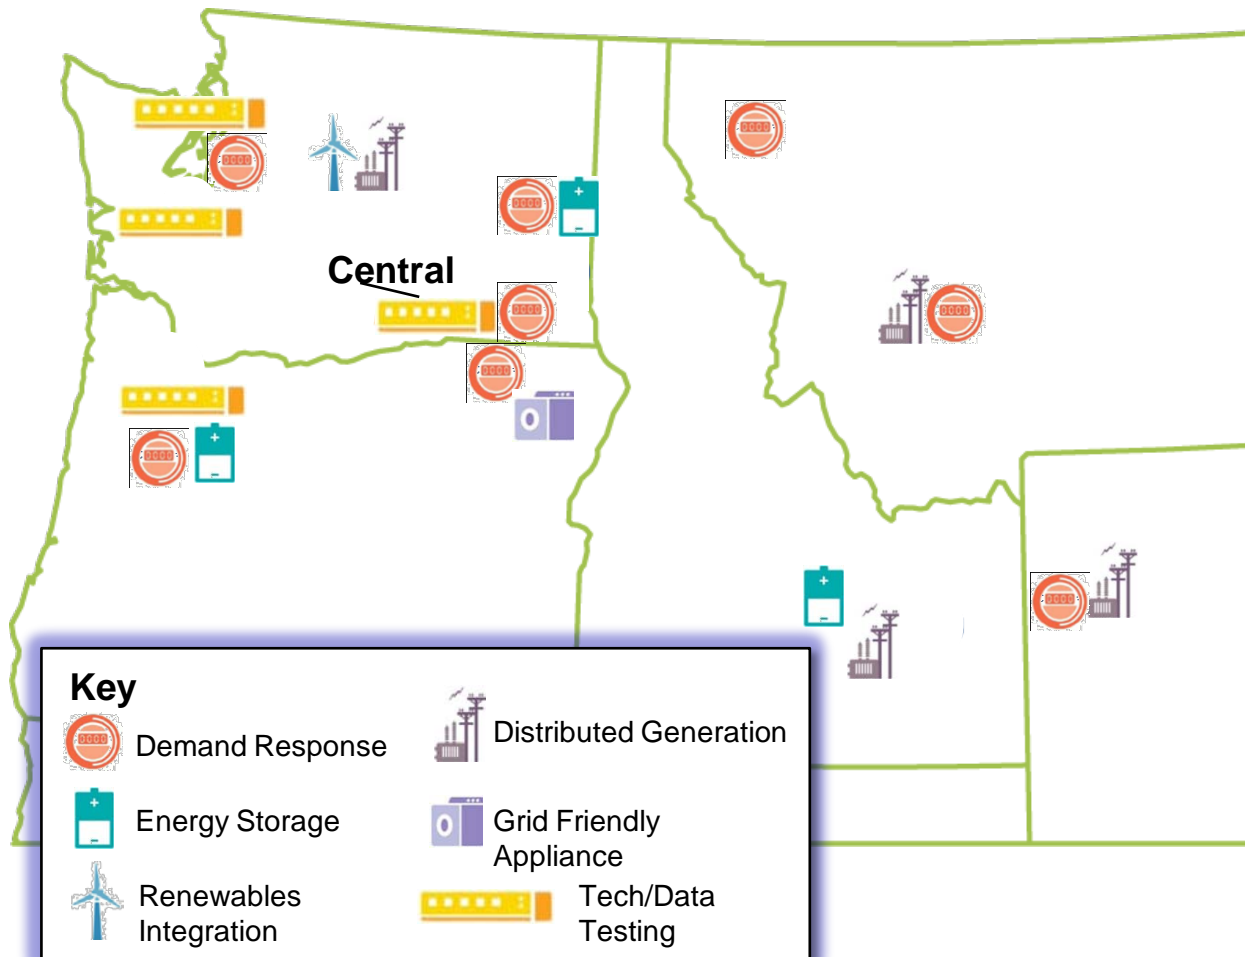 Central
Key
Demand Response
Distributed Generation
Energy Storage
Grid Friendly
Appliance
Renewables
Integration
Tech/Data
Testing